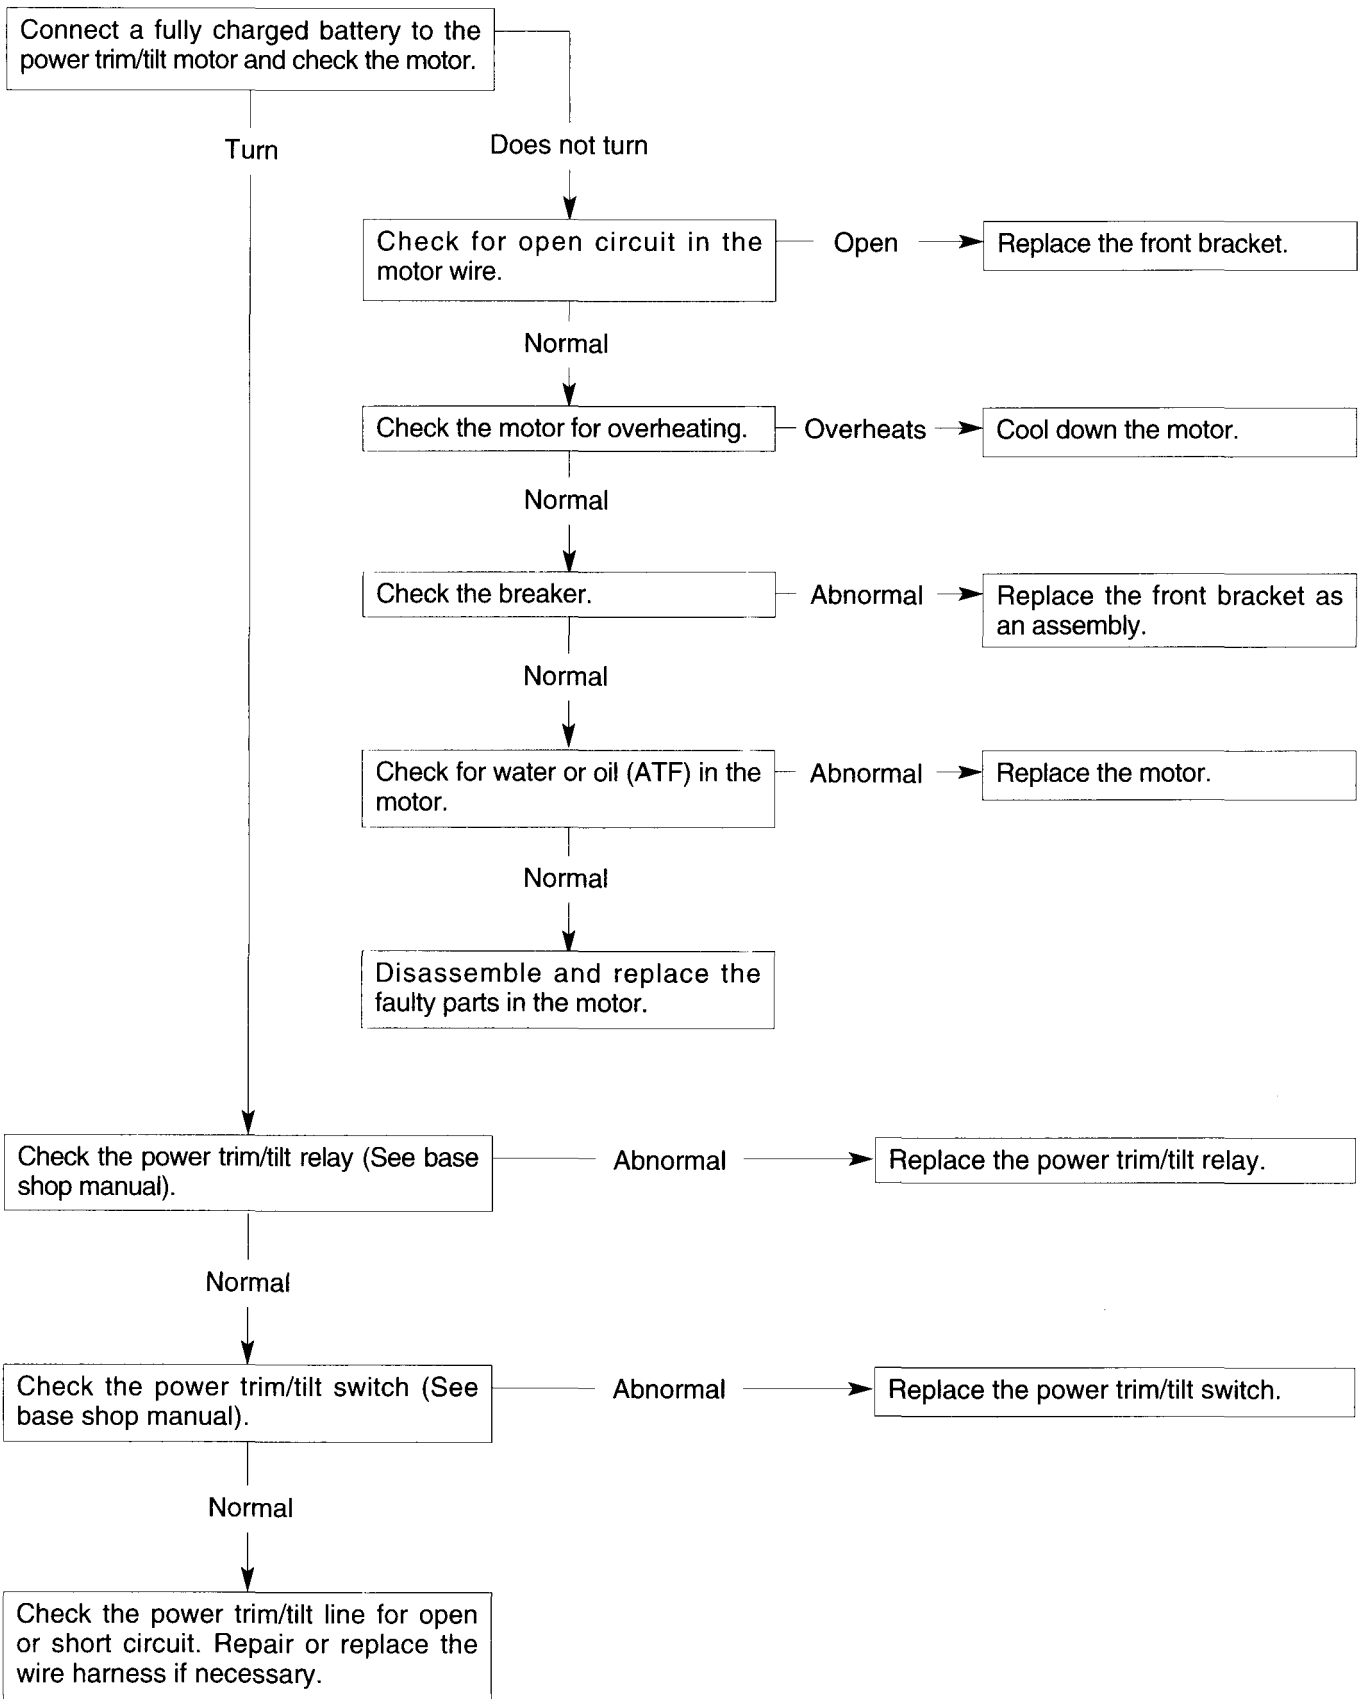 Connect a fully charged battery to the
power trim/tilt motor and check the motor.
Turn
Does not turn
Check for open circuit in the
motor wire.
Open
Replace the front bracket.
Normal
Check the motor for overheating.
Overheats
Cool down the motor.
Normal
Check the breaker.
Abnormal
Replace the front bracket as
an assembly.
Normal
Check for water or oil (ATF) in the
motor.
Abnormal
Replace the motor.
Normal
Disassemble and replace the
faulty parts in the motor.
Check the power trim/tilt relay (See base
shop manual).
Abnormal
Replace the power trim/tilt relay.
Normal
Check the power trim/tilt switch (See
base shop manual).
Abnormal
Replace the power trim/tilt switch.
Normal
Check the power trim/tilt line for open
or short circuit. Repair or replace the
wire harness if necessary.